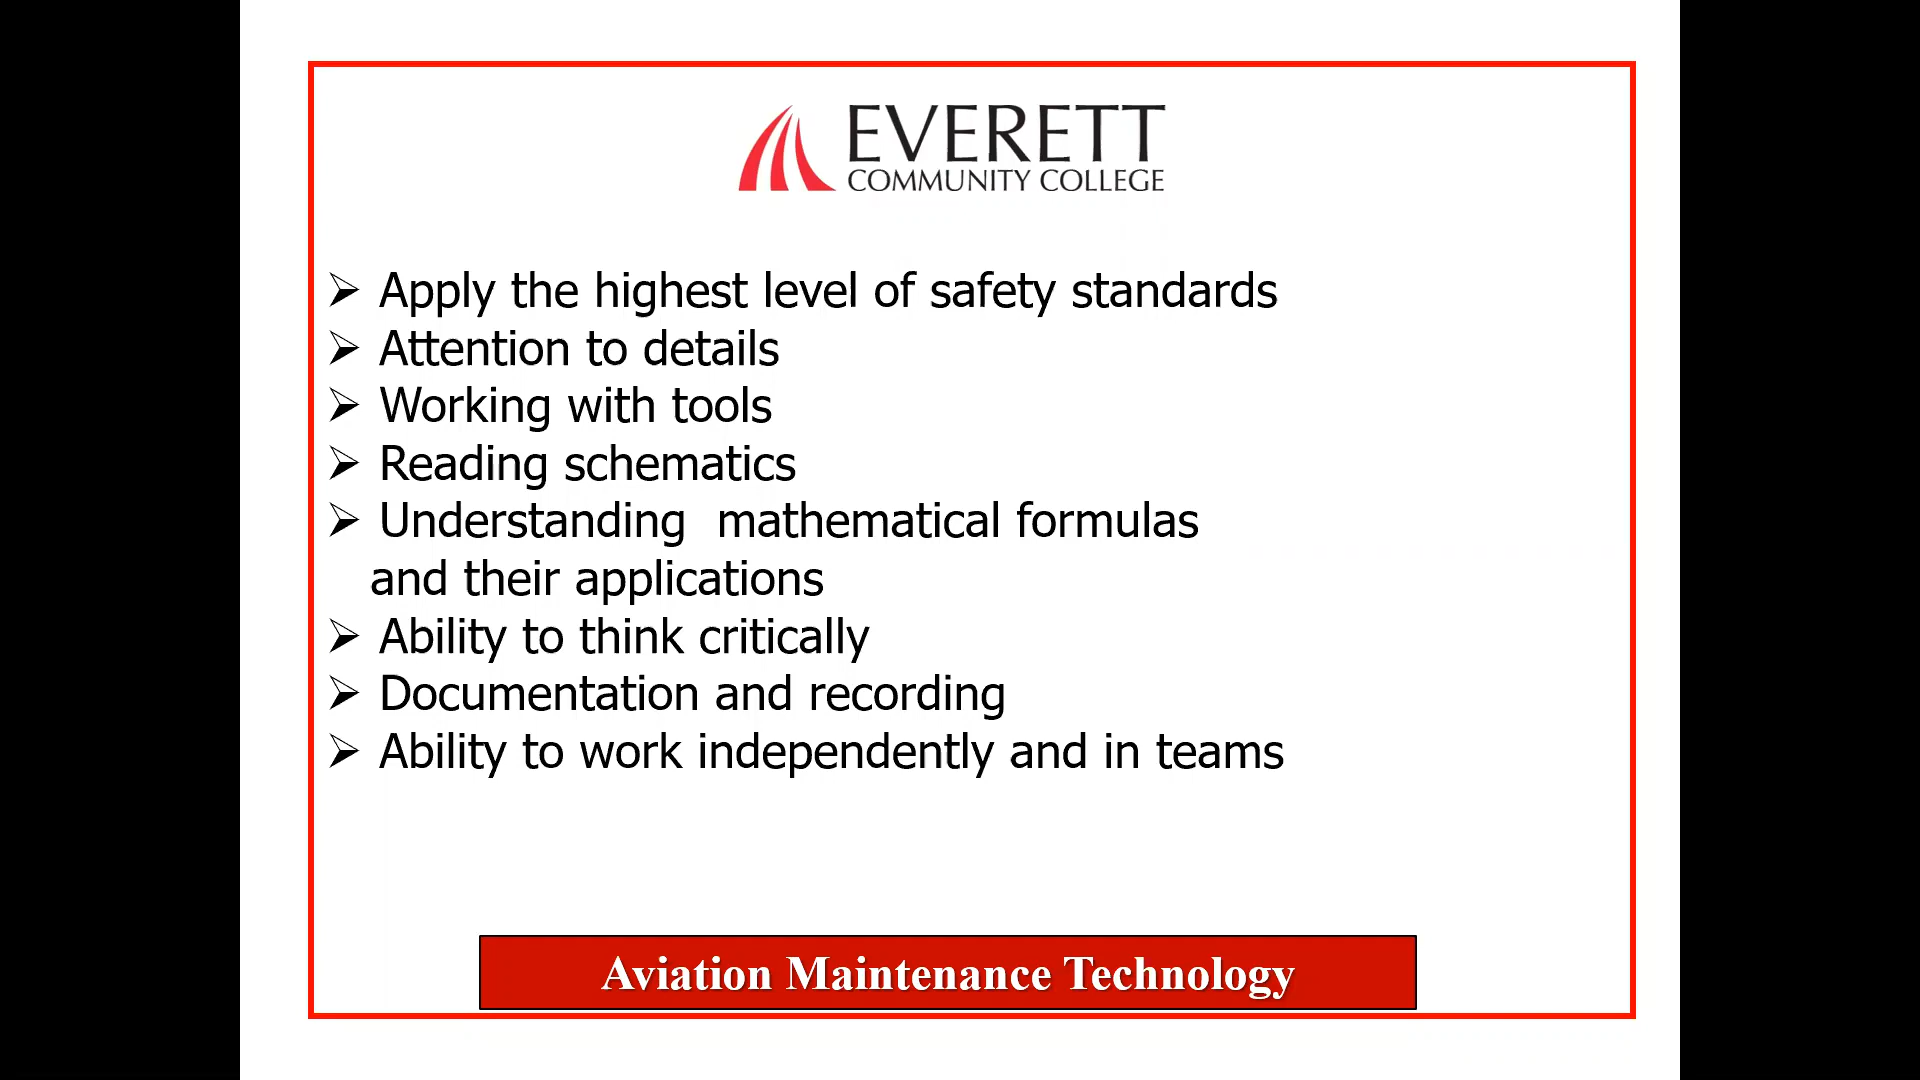 EVERETT
COMMUNITY COLLEGE
➢ Apply the highest level of safety standards
➢ Attention to details
➢ Working with tools
➢ Reading schematics
➢ Understanding  mathematical formulas
and their applications
➢ Ability to think critically
➢ Documentation and recording
➢ Ability to work independently and in teams
Aviation Maintenance Technology